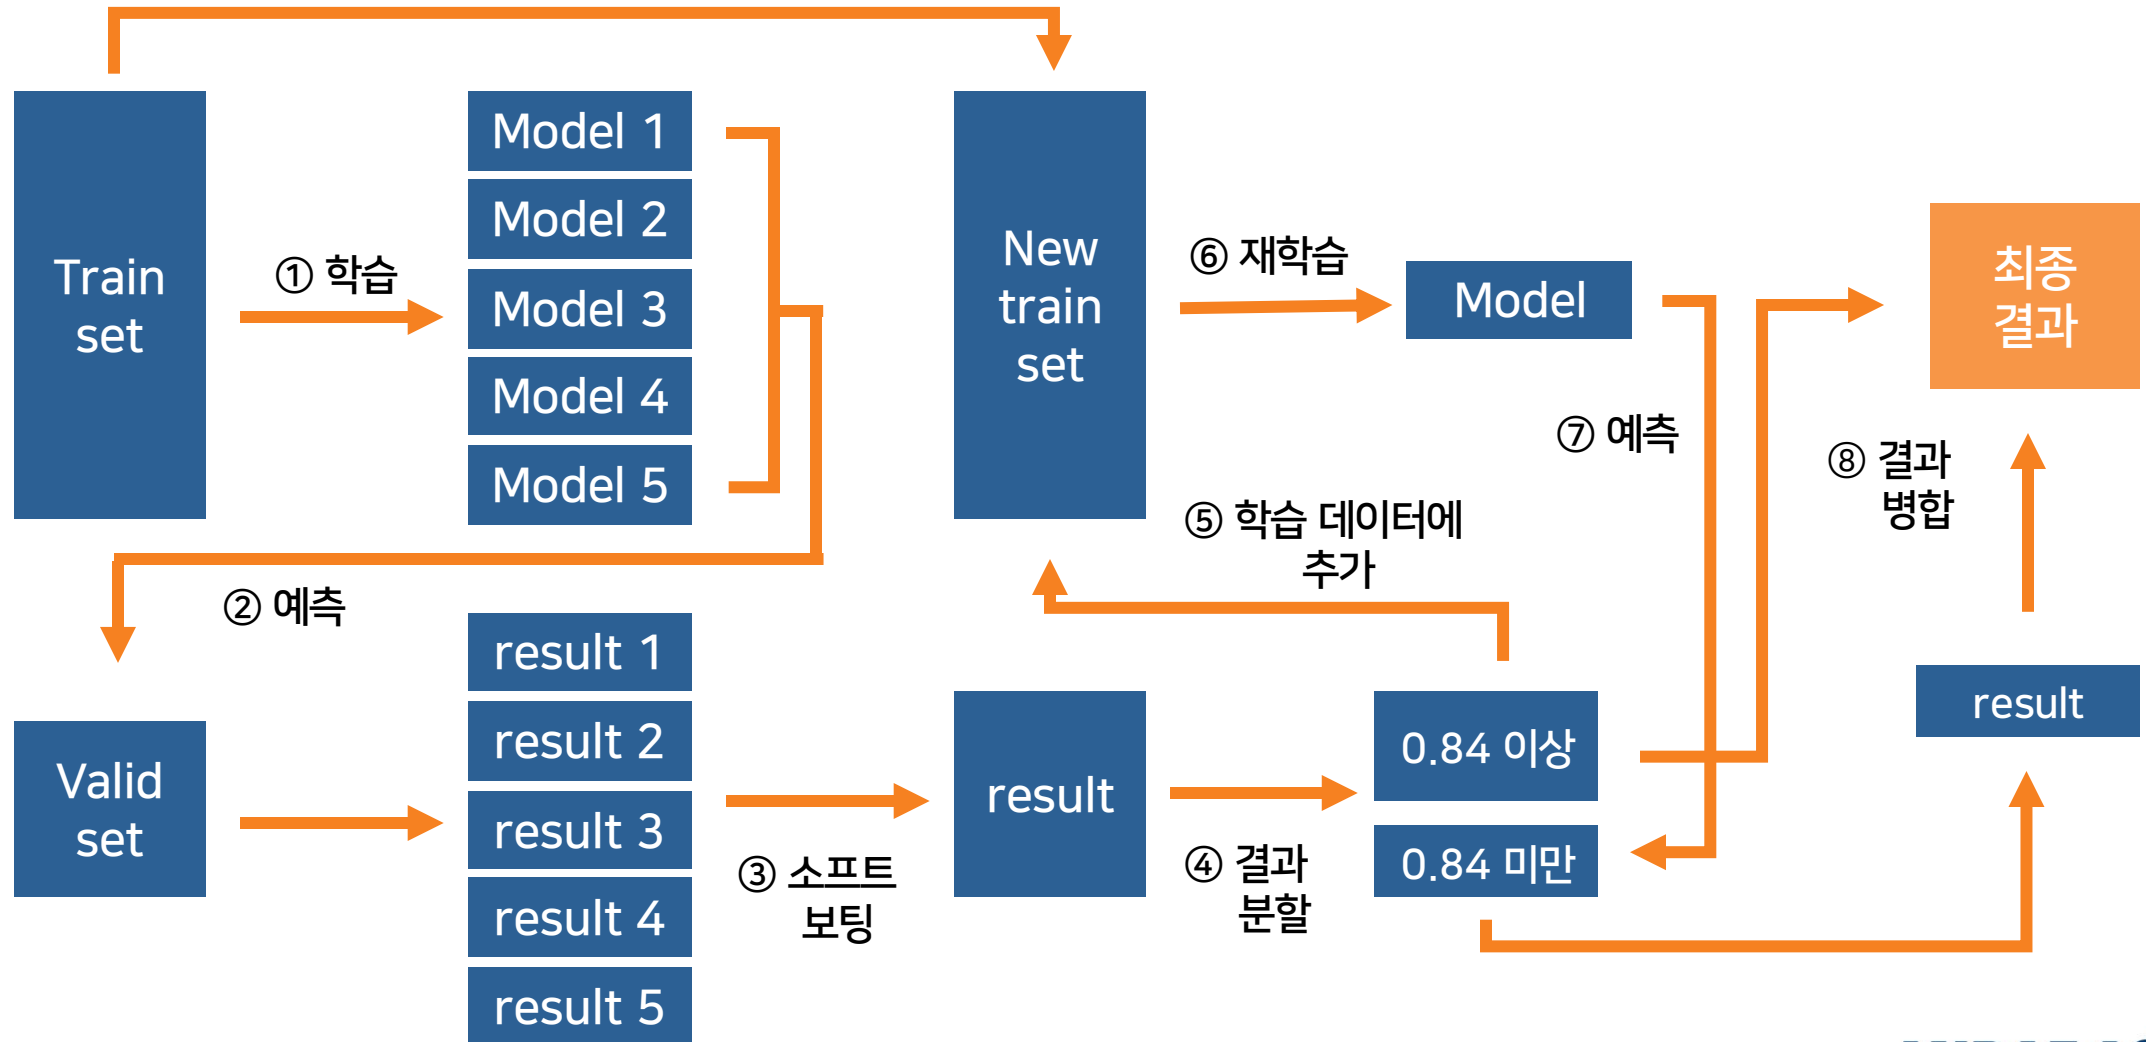 Train
set
① 학습
Model 1
Model 2
Model 3
Model 4
Model 5
New
train
set
⑥ 재학습
Model
최종
결과
⑦ 예측
⑧ 결과
병합
⑤ 학습 데이터에
추가
② 예측
Valid
set
result 1
result 2
result 3
result 4
result 5
③ 소프트
보팅
result
④ 결과
분할
0.84 이상
0.84 미만
result